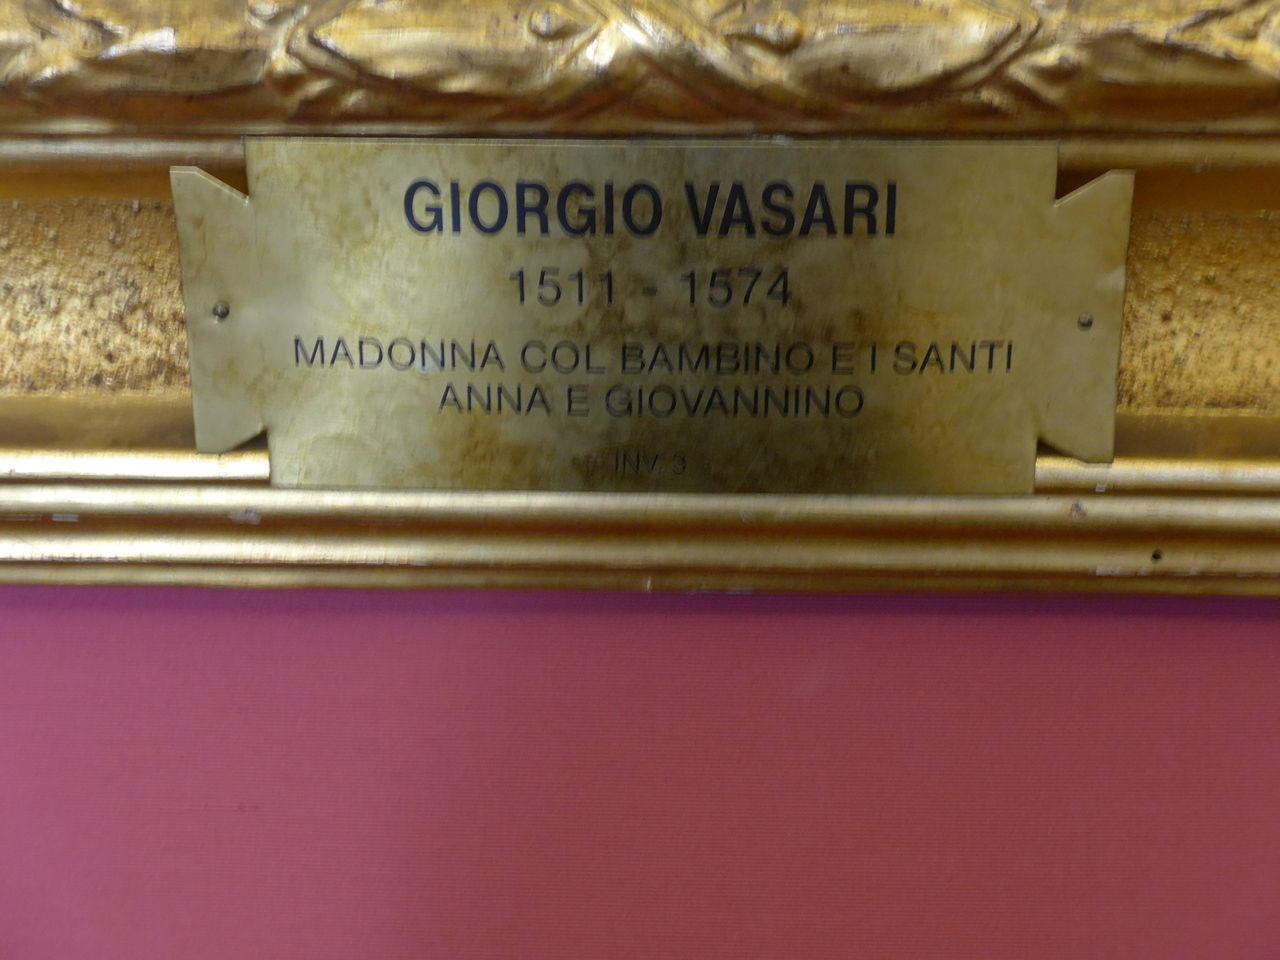 GIORGIO VASARI
1511 - 1574
MADONNA COL BAMBINO E I SANTI
ANNA E GIOVANNINO
INV. 3